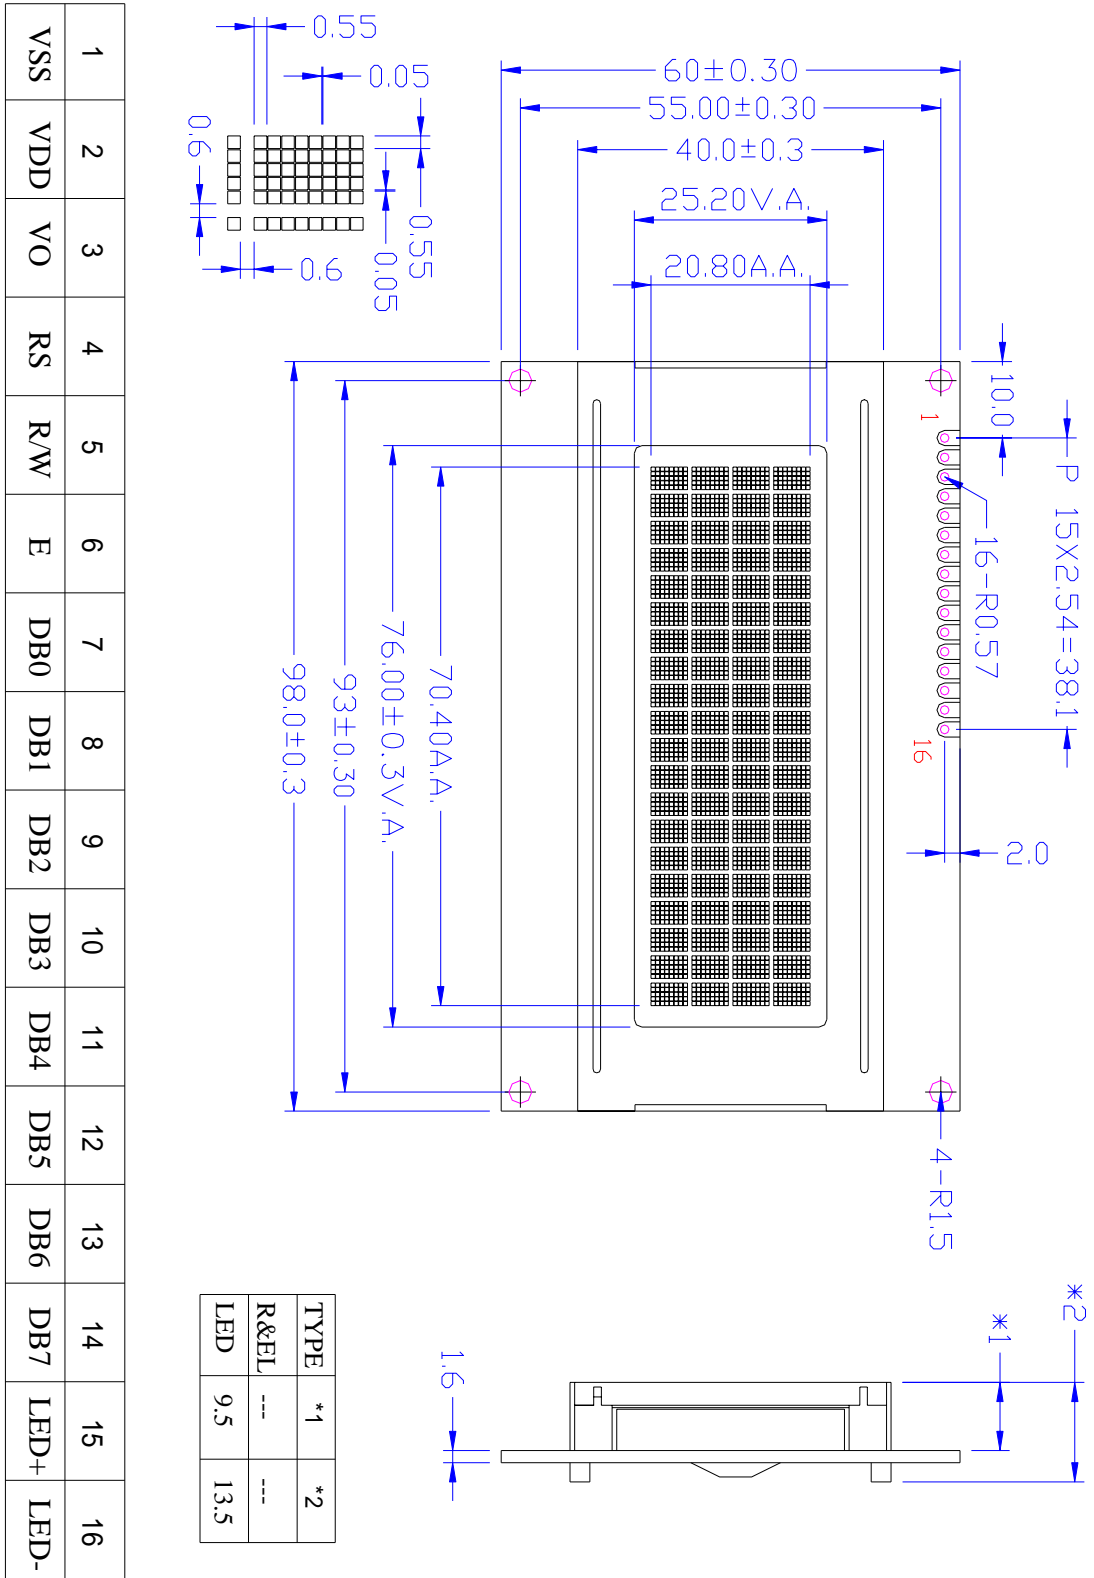 60±0.30
55.00±0.30
40.0±0.3
25.20V.A.
20.80A.A.
0.55
0.05
0.6
0.55
0.05
0.6
10.0
P 15X2.54=38.1
1
16-R0.57
16
2.0
70.40A.A.
76.00±0.3V.A.
93±0.30
98.0±0.3
4-R1.5
*2
*1
1.6
TYPE *1 *2
R&EL --- ---
LED 9.5 13.5
1 2 3 4 5 6 7 8 9 10 11 12 13 14 15 16
VSS VDD VO RS R/W E DB0 DB1 DB2 DB3 DB4 DB5 DB6 DB7 LED+ LED-